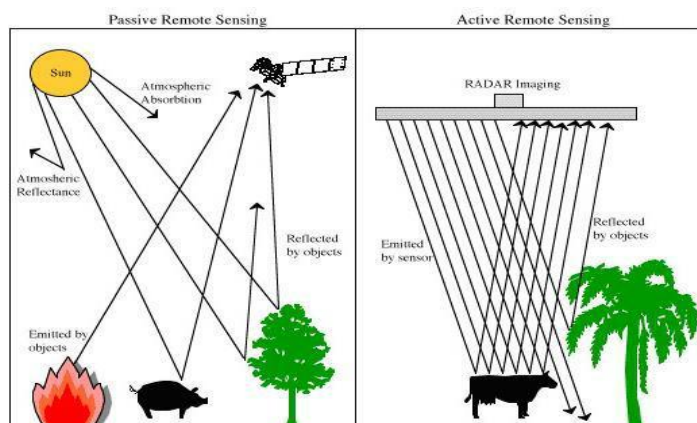 Passive Remote Sensing
Active Remote Sensing
Sun
Atmospheric
Absorbtion
Atmosheric
Reflectance
Reflected
by objects
Emitted by
objects
RADAR Imaging
Emitted
by sensor
Reflected
by objects